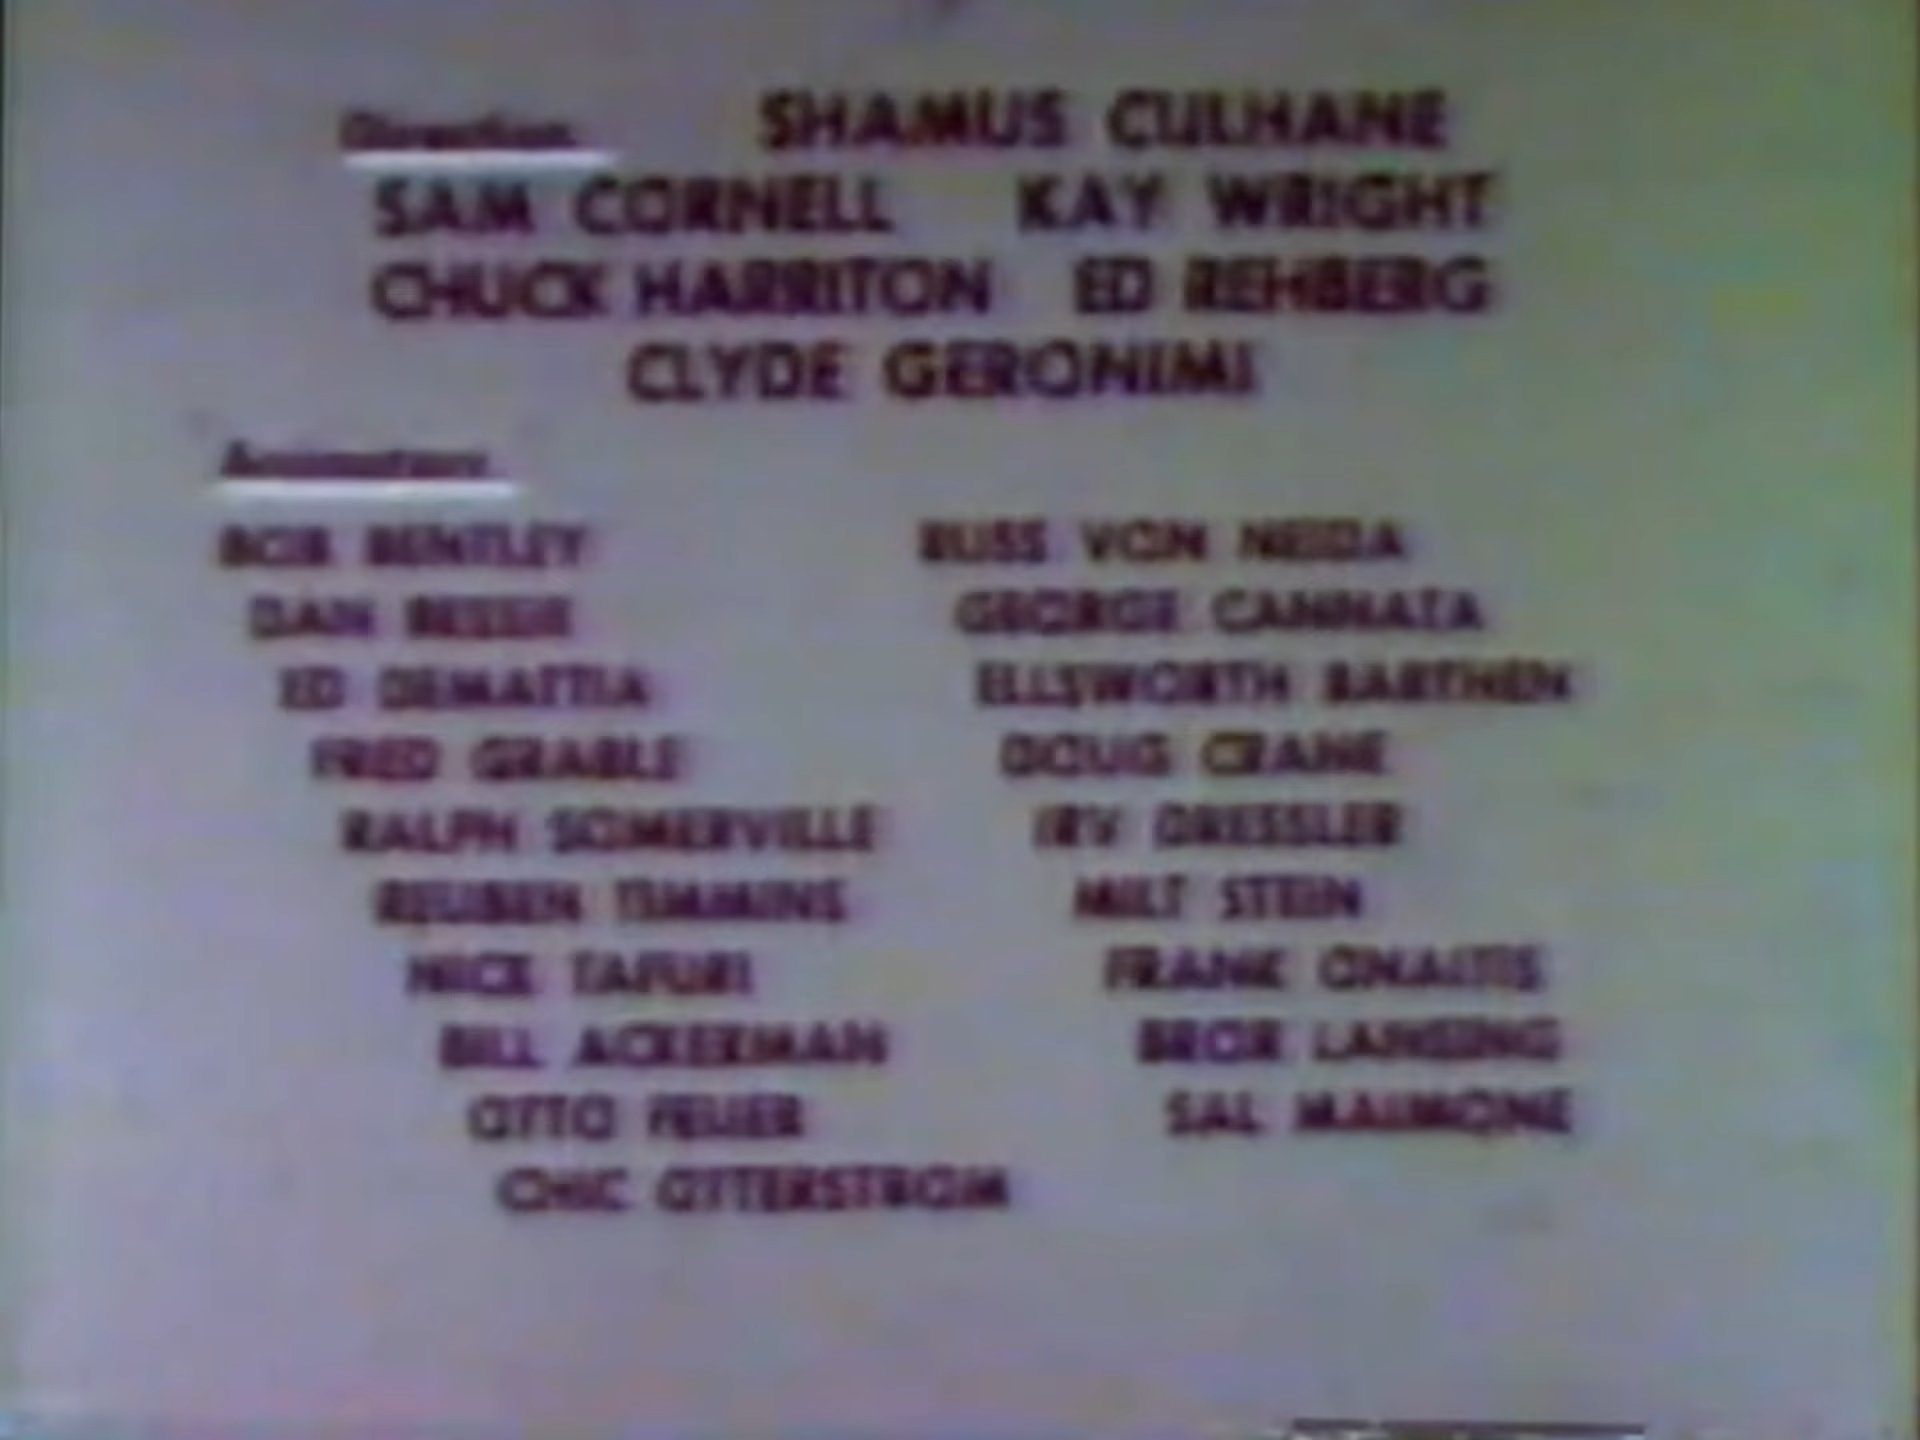 Direction SHAMUS CULHANE
SAM CORNELL KAY WRIGHT
CHUCK HARRITON ED REHBERG
CLYDE GERONIMI
Animators
BOB BENTLEY RUSS VON NEIDA
DAN BESSIE GEORGE CANNATA
ED DEMATTIA ELLSWORTH BARTHEN
FRED GRABLE DOUG CRANE
RALPH SOMERVILLE IRV DRESSLER
REUBEN TIMMINS MILT STEIN
NICK TAFURI FRANK ONAITIS
BILL ACKERMAN BROR LANSING
OTTO FEUER SAL MAIMONE
CHIC OTTERSTROM